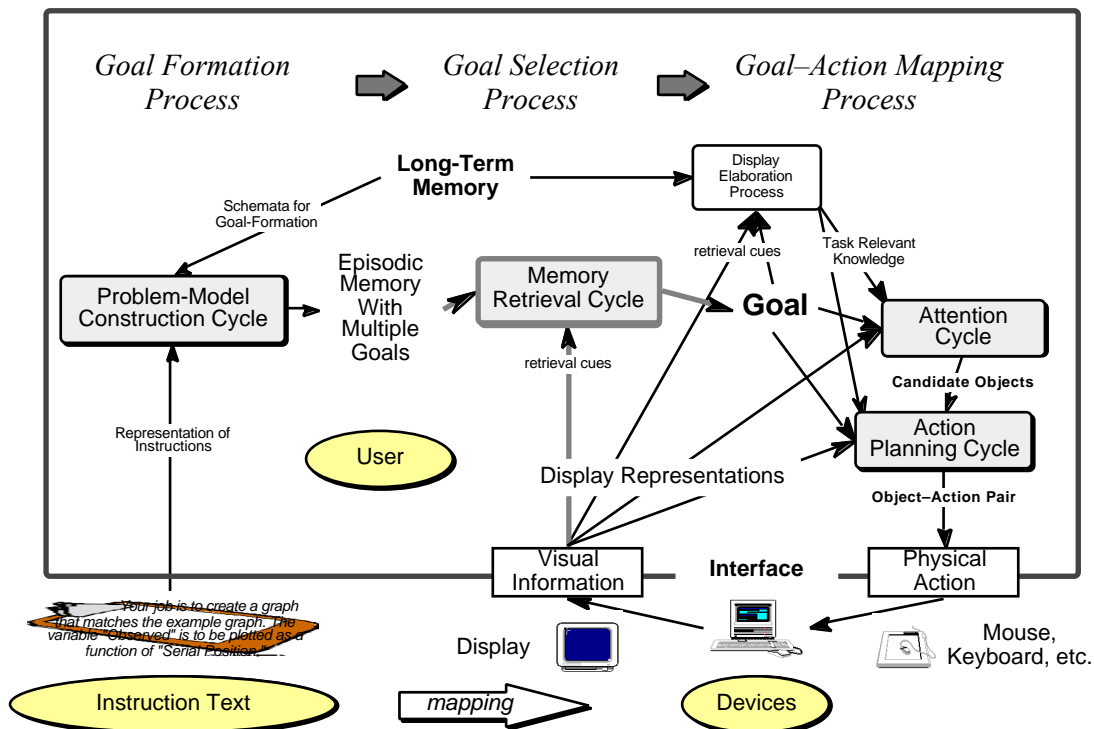 Goal Formation
Process
Goal Selection
Process
Goal–Action Mapping
Process
Long-Term
Memory
Display
Elaboration
Process
Schemata for
Goal-Formation
retrieval cues
Task Relevant
Knowledge
Problem-Model
Construction Cycle
Episodic
Memory
With
Multiple
Goals
Memory
Retrieval Cycle
Goal
Attention
Cycle
retrieval cues
Candidate Objects
Representation of
Instructions
User
Action
Planning Cycle
Display Representations
Object–Action Pair
Visual
Information
Interface
Physical
Action
Your job is to create a graph
that matches the example graph. The
variable "Observed" is to be plotted as a
function of "Serial Position."
Display
Mouse,
Keyboard, etc.
Instruction Text
mapping
Devices